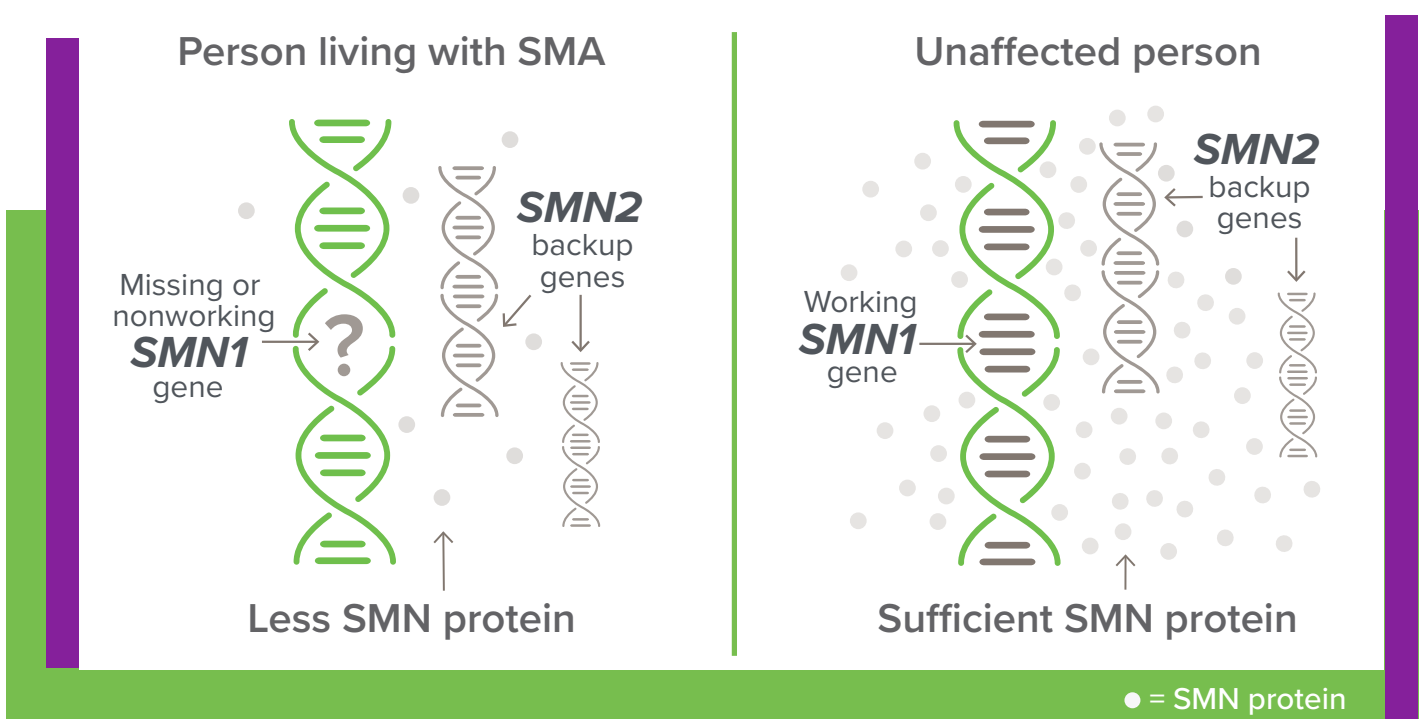 Person living with SMA
SMN2
backup
genes
Missing or
nonworking
SMN1
gene
?
Less SMN protein
Unaffected person
SMN2
backup
genes
Working
SMN1
gene
Sufficient SMN protein
= SMN protein